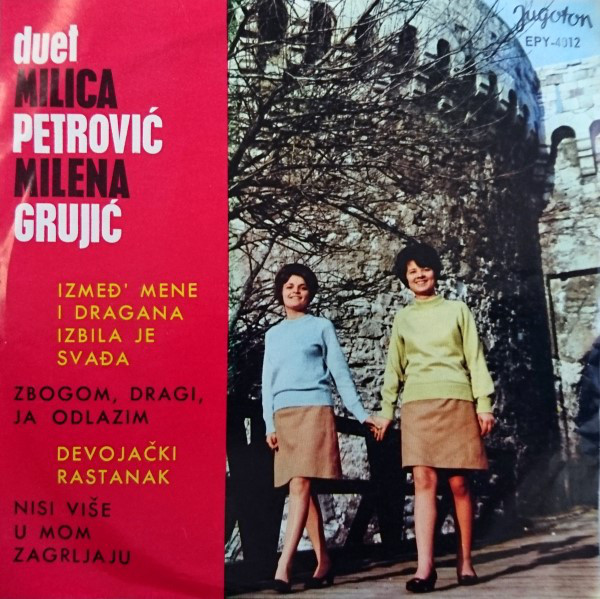 duet
MILICA
PETROVIĆ
MILENA
GRUJIĆ
IZMEĐ' MENE
I DRAGANA
IZBILA JE
SVAĐA
ZBOGOM, DRAGI,
JA ODLAZIM
DEVOJAČKI
RASTANAK
NISI VIŠE
U MOM
ZAGRLJAJU
Jugoton
EPY-4012